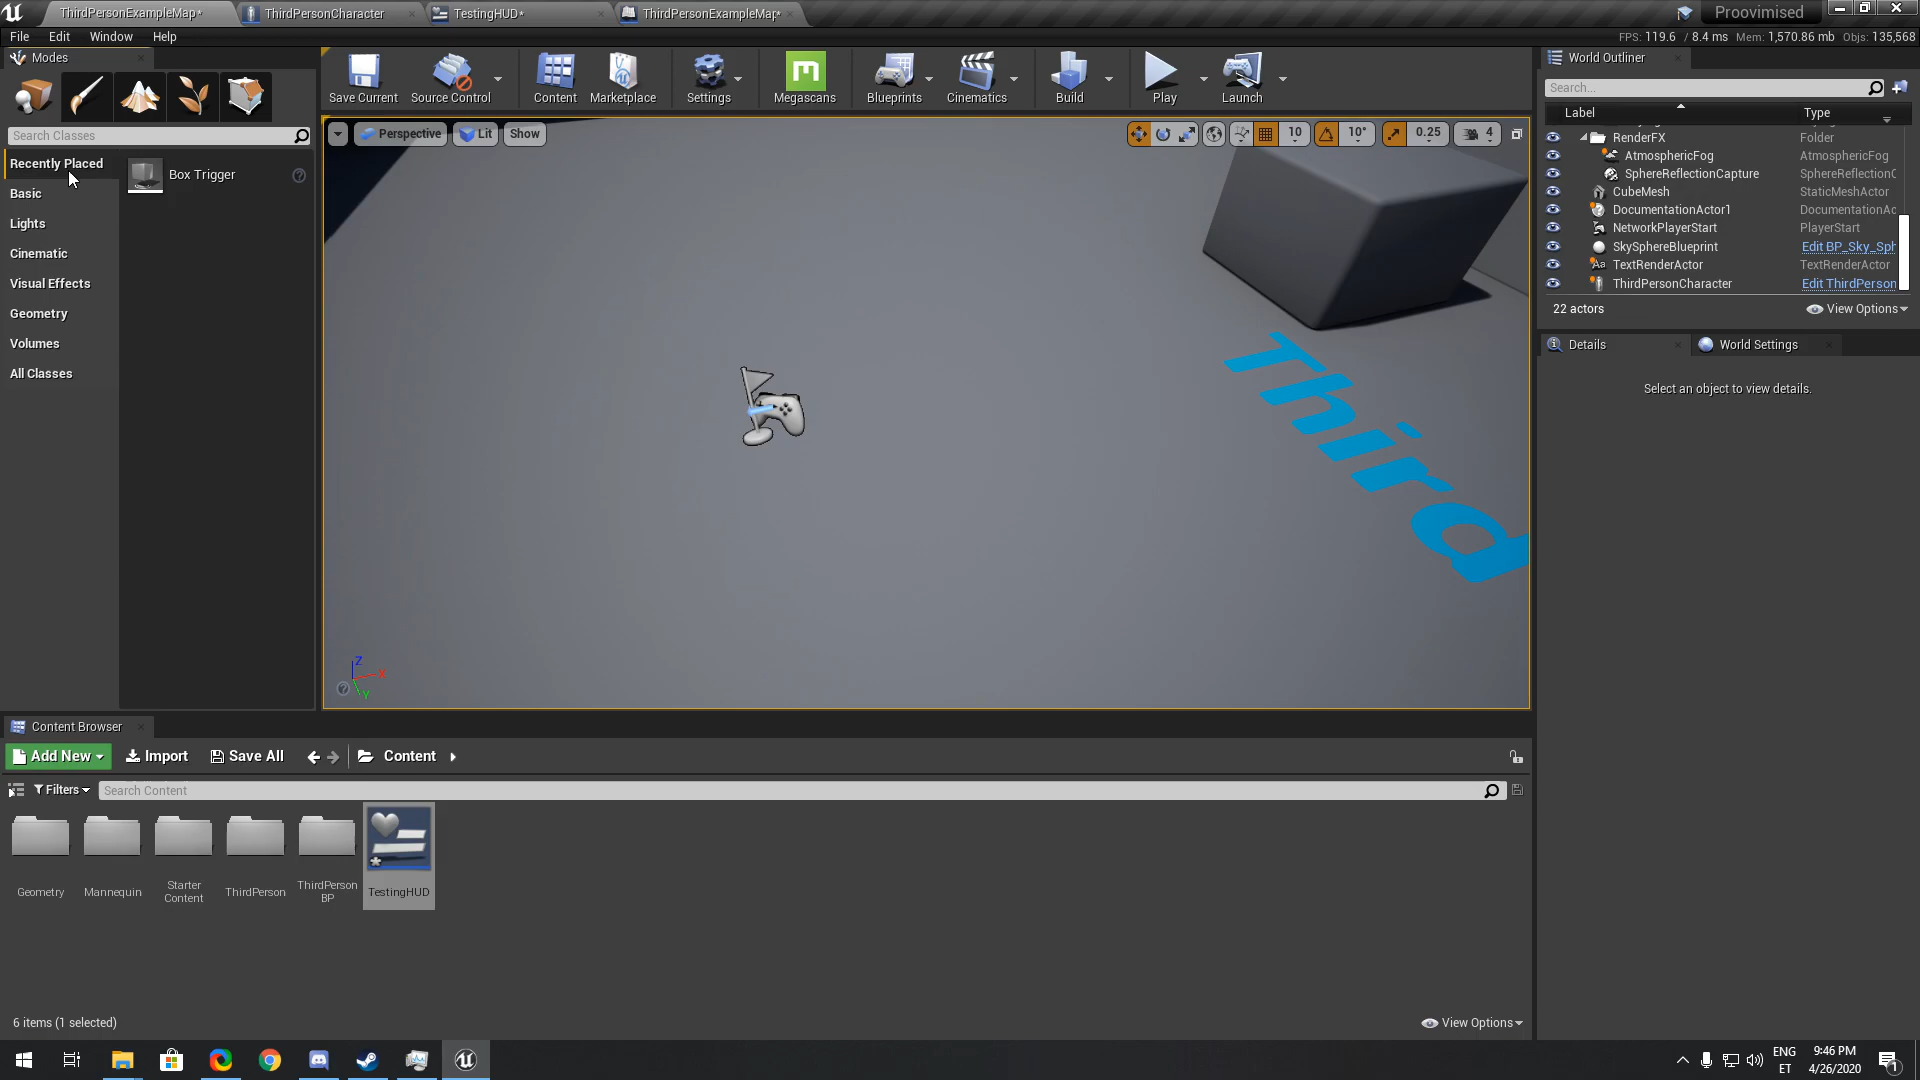 ThirdPersonExampleMap*
ThirdPersonCharacter
TestingHUD*
ThirdPersonExampleMap*
Proovimised
File Edit Window Help
FPS: 119.6 / 8.4 ms Mem: 1,570.86 mb Objs: 135,568
Modes
Save Current
Source Control
Content
Marketplace
Settings
Megascans
Blueprints
Cinematics
Build
Play
Launch
World Outliner
Search...
Label Type
Search Classes
Recently Placed
Basic
Lights
Cinematic
Visual Effects
Geometry
Volumes
All Classes
Box Trigger
Perspective Lit Show
10 10° 0.25 4
RenderFX Folder
AtmosphericFog AtmosphericFog
SphereReflectionCapture SphereReflectionC
CubeMesh StaticMeshActor
DocumentationActor1 DocumentationAc
NetworkPlayerStart PlayerStart
SkySphereBlueprint Edit BP_Sky_Sph
TextRenderActor TextRenderActor
ThirdPersonCharacter Edit ThirdPerson
22 actors View Options
Details World Settings
Select an object to view details.
Third
Z
X
Y
Content Browser
Add New Import Save All Content
Filters Search Content
Geometry
Mannequin
Starter
Content
ThirdPerson
ThirdPerson
BP
TestingHUD
6 items (1 selected) View Options
ENG
ET
9:46 PM
4/26/2020
1